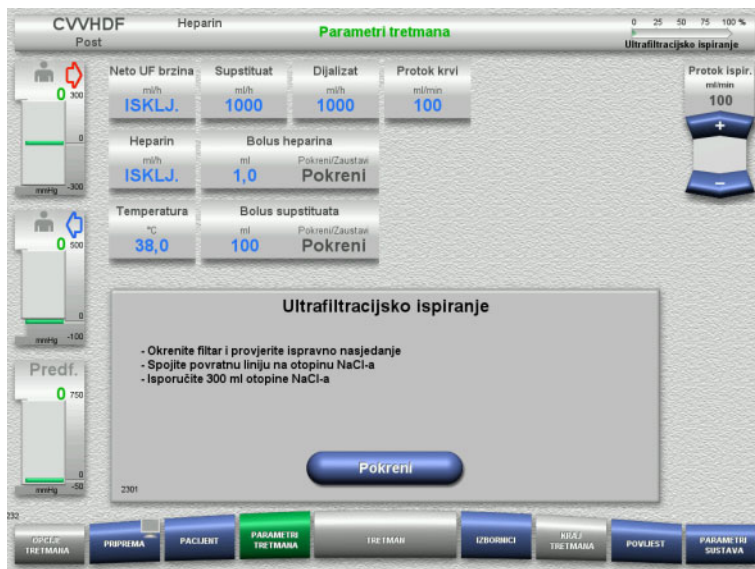 CVVHDF Heparin
Post
Parametri tretmana
0 25 50 75 100 %
Ultrafiltracijsko ispiranje
0 300
0
mmHg -300
0 500
0
mmHg -100
Predf.
0 750
0
mmHg -50
Neto UF brzina Supstituat Dijalizat Protok krvi
ml/h ml/h ml/h ml/min
ISKLJ. 1000 1000 100
Heparin Bolus heparina
ml/h ml Pokreni/Zaustavi
ISKLJ. 1,0 Pokreni
Temperatura Bolus supstituata
°C ml Pokreni/Zaustavi
38,0 100 Pokreni
Protok ispir.
ml/min
100
+
–
Ultrafiltracijsko ispiranje
- Okrenite filtar i provjerite ispravno nasjedanje
- Spojite povratnu liniju na otopinu NaCl-a
- Isporučite 300 ml otopine NaCl-a
Pokreni
2301
232
OPCIJE TRETMANA PRIPREMA PACIJENT PARAMETRI TRETMANA TRETMAN IZBORNICI KRAJ TRETMANA POVIJEST PARAMETRI SUSTAVA